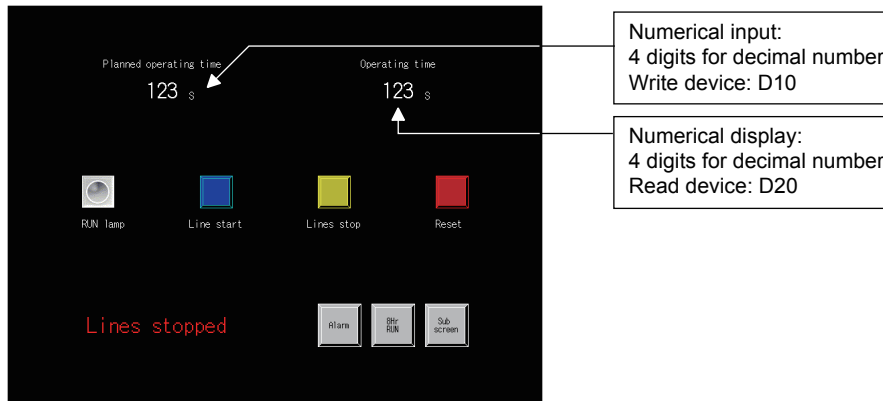 Planned operating time
123 s
Operating time
123 s
Numerical input:
4 digits for decimal number
Write device: D10
Numerical display:
4 digits for decimal number
Read device: D20
RUN lamp
Line start
Lines stop
Reset
Lines stopped
Alarm
8Hr
RUN
Sub
screen